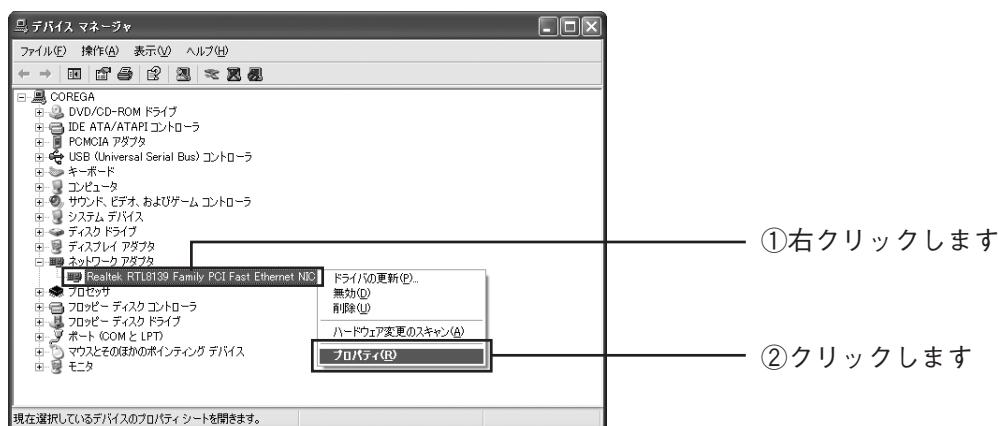 デバイス マネージャ
ファイル(F) 操作(A) 表示(V) ヘルプ(H)
COREGA
DVD/CD-ROM ドライブ
IDE ATA/ATAPI コントローラ
PCMCIA アダプタ
USB (Universal Serial Bus) コントローラ
キーボード
コンピュータ
サウンド、ビデオ、およびゲーム コントローラ
システム デバイス
ディスク ドライブ
ディスプレイ アダプタ
ネットワーク アダプタ
Realtek RTL8139 Family PCI Fast Ethernet NIC
プロセッサ
フロッピー ディスク コントローラ
フロッピー ディスク ドライブ
ポート (COM と LPT)
マウスとそのほかのポインティング デバイス
モニタ
ドライバの更新(P)...
無効(D)
削除(U)
ハードウェア変更のスキャン(A)
プロパティ(R)
現在選択しているデバイスのプロパティ シートを開きます。
①右クリックします
②クリックします